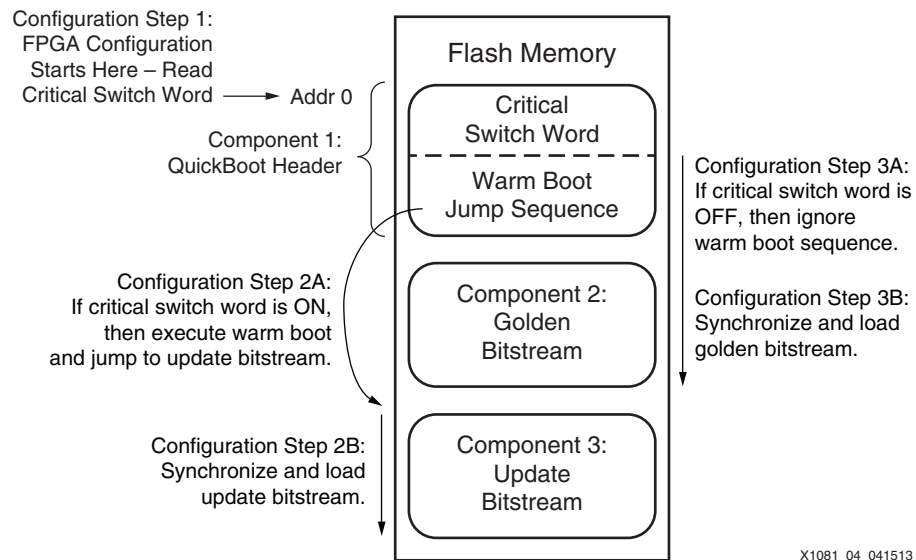 Configuration Step 1:
FPGA Configuration
Starts Here – Read
Critical Switch Word
Addr 0
Component 1:
QuickBoot Header
Flash Memory
Critical
Switch Word
Warm Boot
Jump Sequence
Configuration Step 2A:
If critical switch word is ON,
then execute warm boot
and jump to update bitstream.
Component 2:
Golden
Bitstream
Configuration Step 3A:
If critical switch word is
OFF, then ignore
warm boot sequence.
Configuration Step 3B:
Synchronize and load
golden bitstream.
Configuration Step 2B:
Synchronize and load
update bitstream.
Component 3:
Update
Bitstream
X1081_04_041513